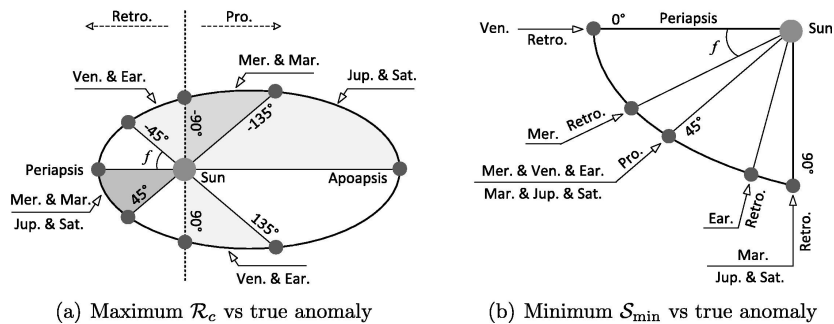 Retro. Pro.
Mer. & Mar.
Ven. & Ear.
Jup. & Sat.
-45°
-90°
-135°
f
Periapsis
Sun
Apoapsis
Mer. & Mar.
Jup. & Sat.
45°
90°
135°
Ven. & Ear.
(a) Maximum R_c vs true anomaly
Ven.
Retro.
0°
Periapsis
Sun
f
Mer.
Retro.
45°
Mer. & Ven. & Ear.
Mar. & Jup. & Sat.
Pro.
90°
Ear.
Retro.
Mar.
Jup. & Sat.
Retro.
(b) Minimum S_min vs true anomaly